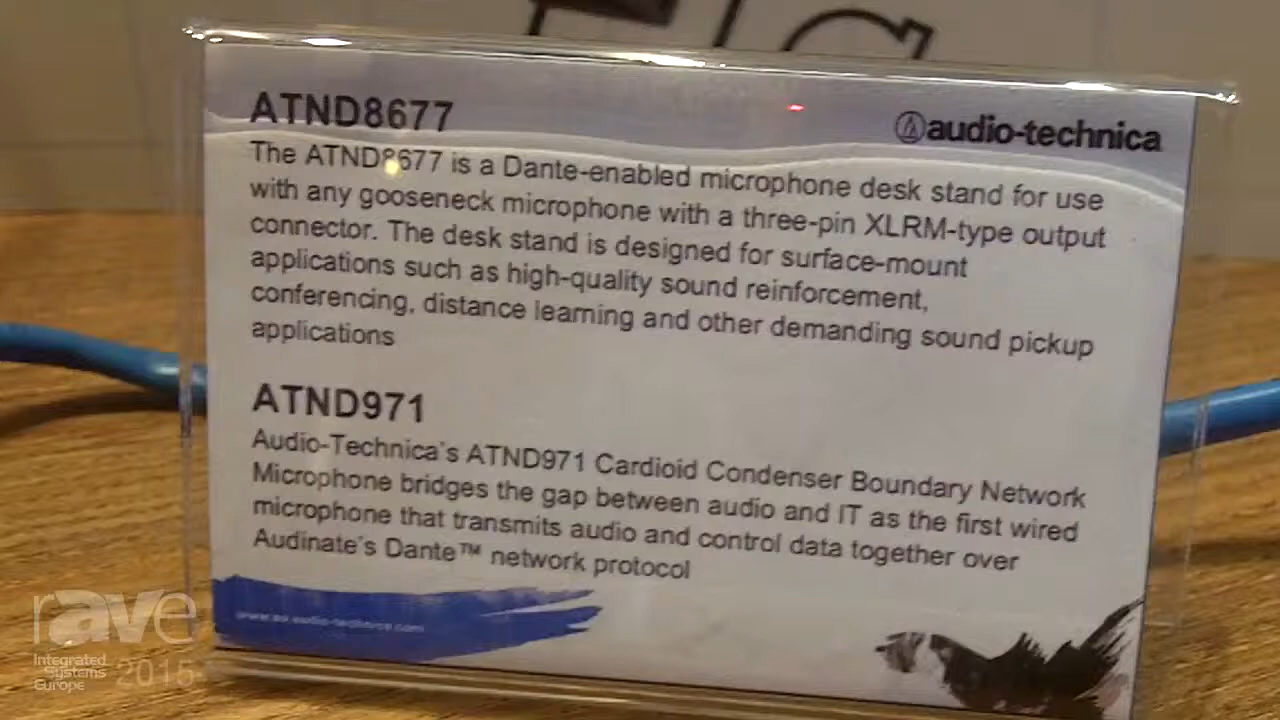 ATND8677
audio-technica
The ATND8677 is a Dante-enabled microphone desk stand for use
with any gooseneck microphone with a three-pin XLRM-type output
connector. The desk stand is designed for surface-mount
applications such as high-quality sound reinforcement,
conferencing, distance learning and other demanding sound pickup
applications
ATND971
Audio-Technica's ATND971 Cardioid Condenser Boundary Network
Microphone bridges the gap between audio and IT as the first wired
microphone that transmits audio and control data together over
Audinate's Dante™ network protocol
rave
Integrated
Systems
Europe 2015